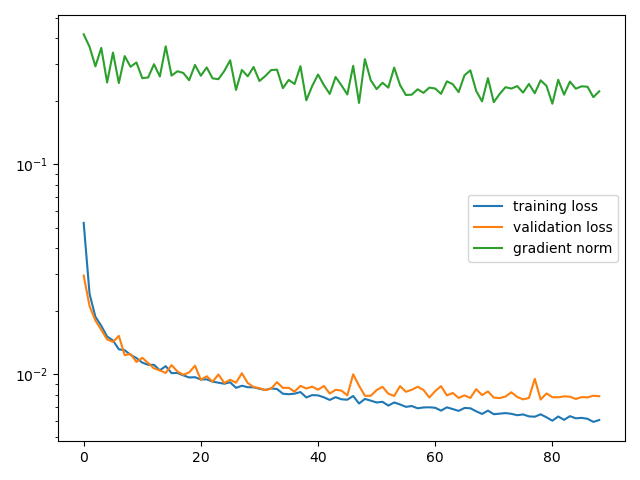 10⁻¹
10⁻²
training loss
validation loss
gradient norm
0 20 40 60 80